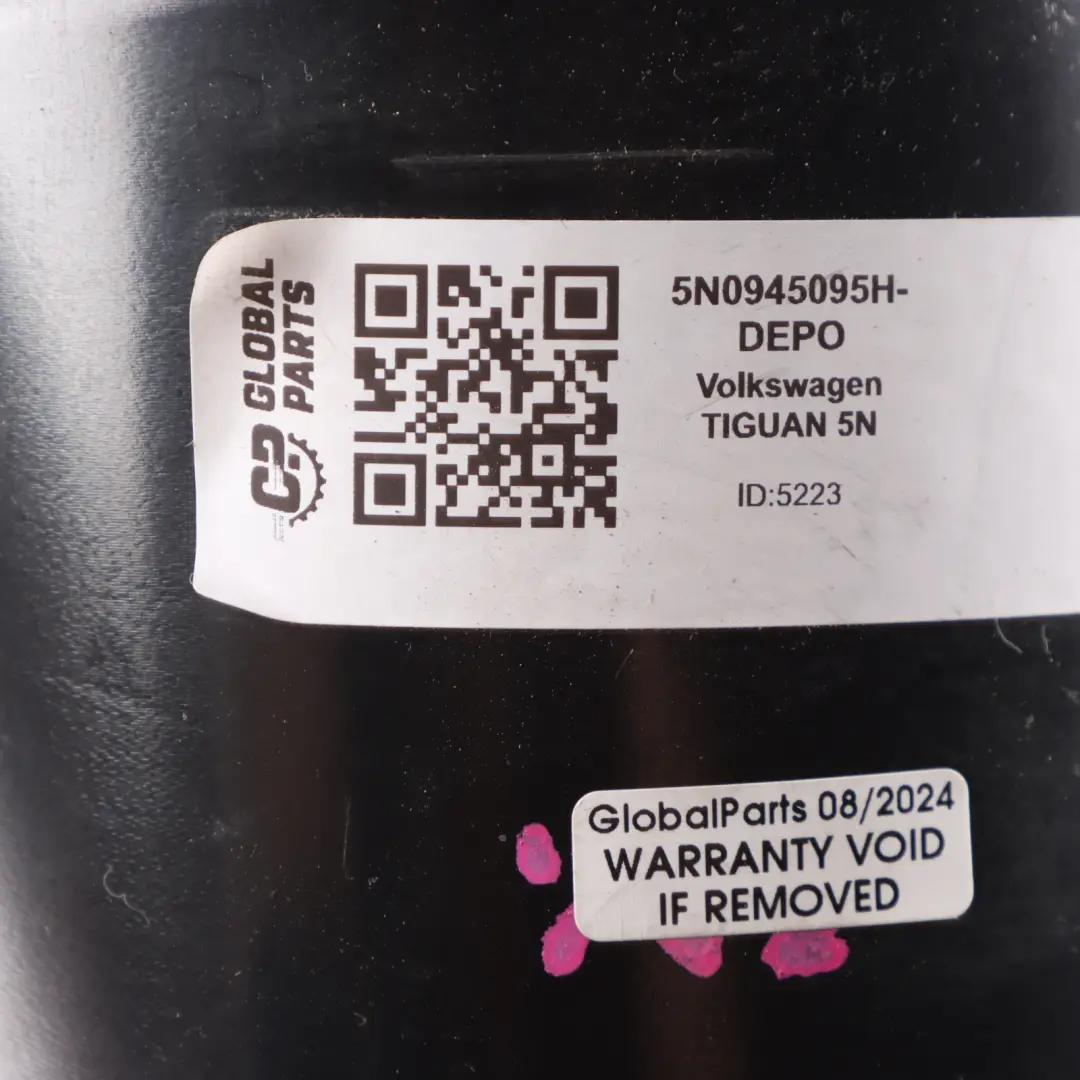 GLOBAL
PARTS
5N0945095H-
DEPO
Volkswagen
TIGUAN 5N
ID:5223
GlobalParts 08/2024
WARRANTY VOID
IF REMOVED